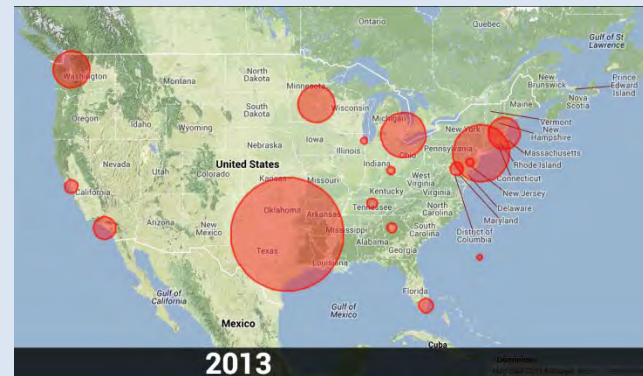 Ontario
Quebec
Gulf of St
Lawrence
Washington
Montana
North
Dakota
Minnesota
New
Brunswick
Prince
Edward
Island
Maine
Nova
Scotia
Oregon
Idaho
Wyoming
South
Dakota
Wisconsin
Michigan
New York
Vermont
New
Hampshire
Massachusetts
Rhode Island
Connecticut
New Jersey
Delaware
Maryland
District of
Columbia
Nebraska
Iowa
Illinois
Indiana
Ohio
Pennsylvania
Nevada
Utah
Colorado
United States
Kansas
Missouri
West
Virginia
Virginia
Kentucky
California
Arizona
New
Mexico
Oklahoma
Arkansas
Tennessee
North
Carolina
South
Carolina
Mississippi
Alabama
Georgia
Texas
Louisiana
Gulf of
California
Gulf of
Mexico
Florida
Mexico
Cuba
2013